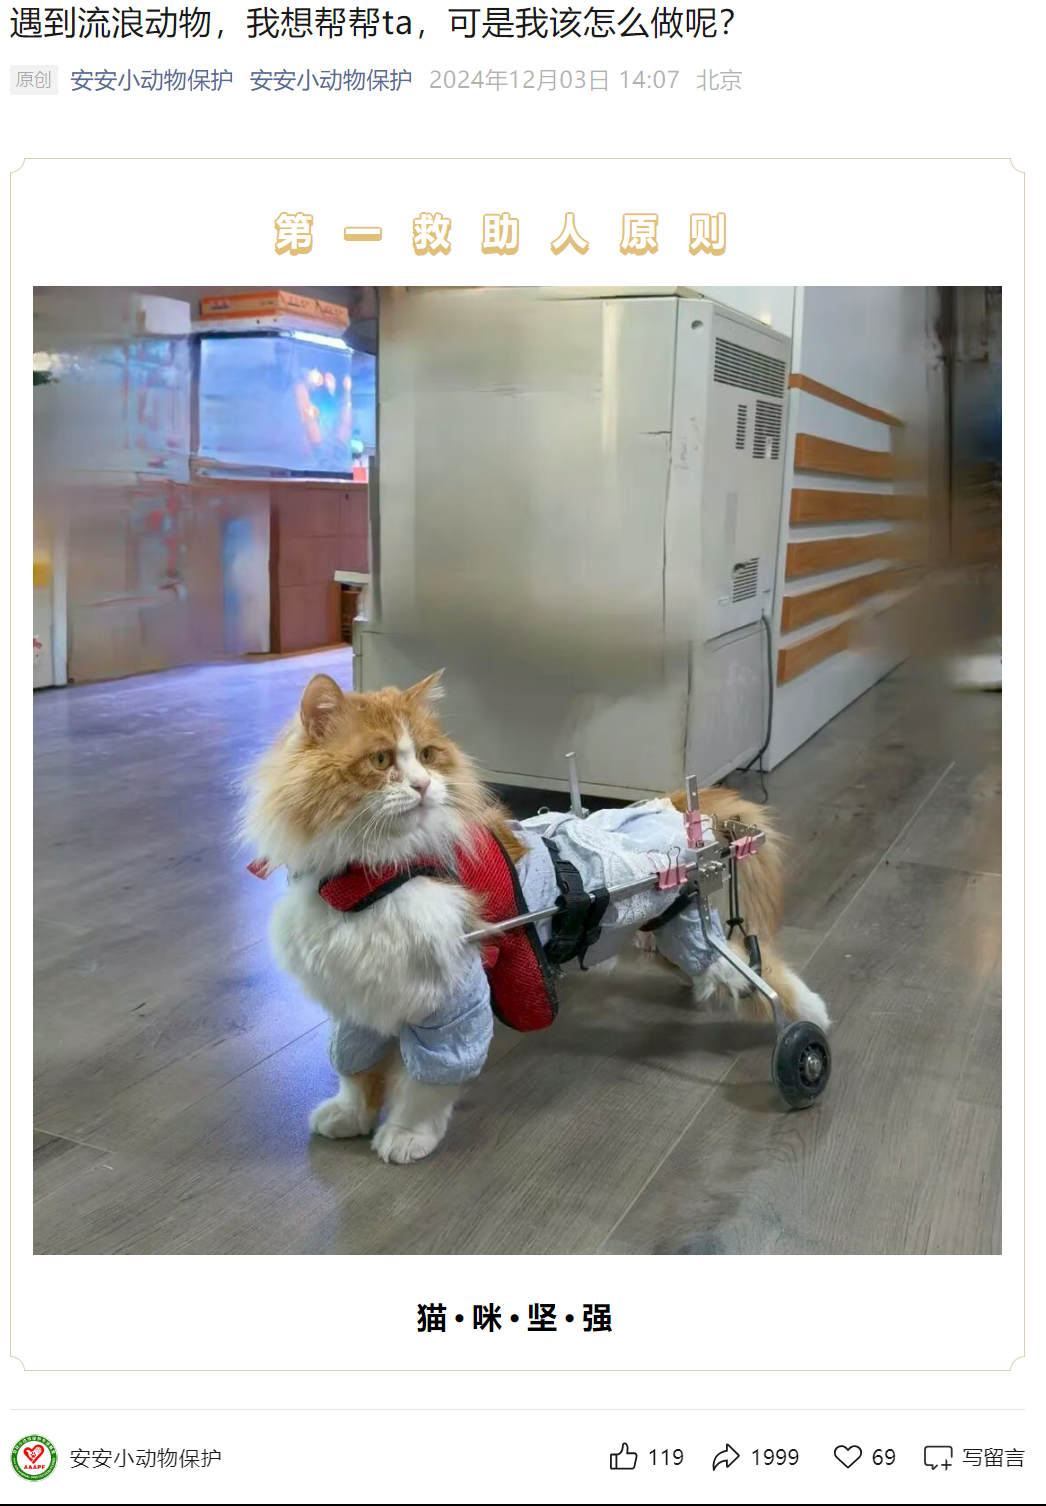 遇到流浪动物，我想帮帮ta，可是我该怎么做呢？
原创 安安小动物保护 安安小动物保护 2024年12月03日 14:07 北京
第一救助人原则
猫·咪·坚·强
AAAPF
安安小动物保护 119 1999 69 写留言